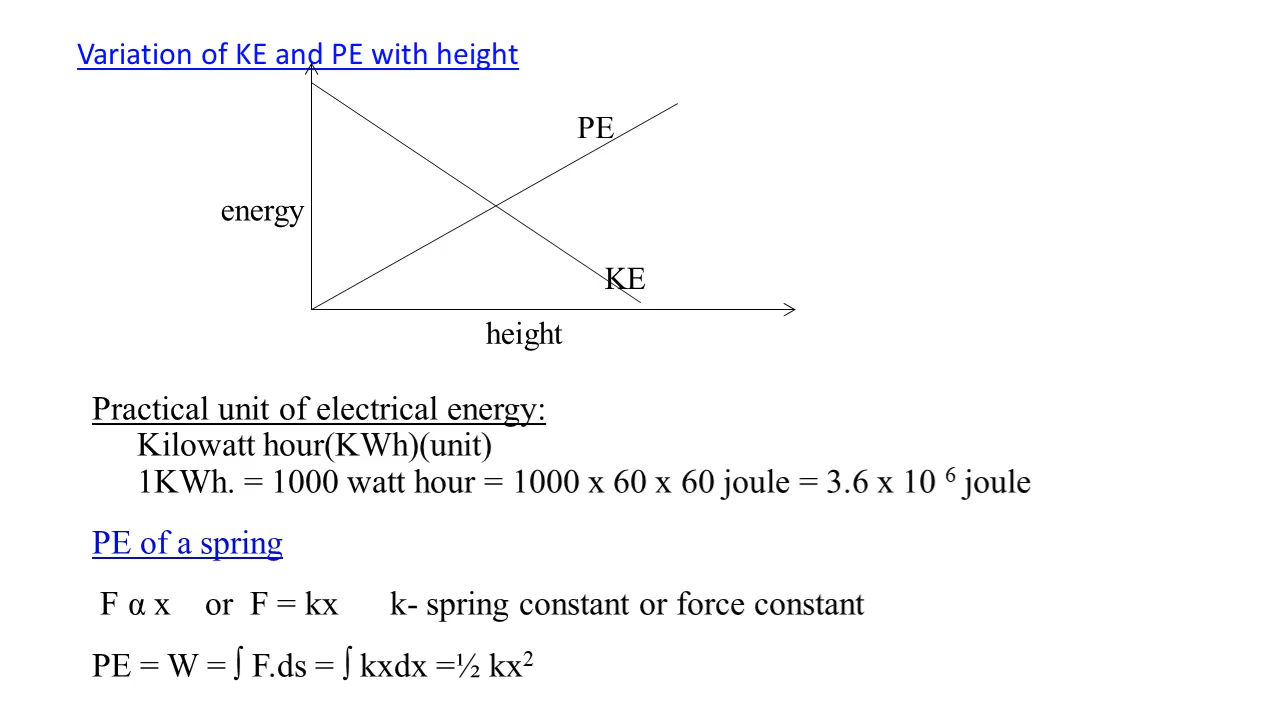 Variation of KE and PE with height
PE
energy
KE
height
Practical unit of electrical energy:
Kilowatt hour(KWh)(unit)
1KWh. = 1000 watt hour = 1000 x 60 x 60 joule = 3.6 x 10 ⁶ joule
PE of a spring
F α x or F = kx k- spring constant or force constant
PE = W = ∫ F.ds = ∫ kxdx =½ kx²